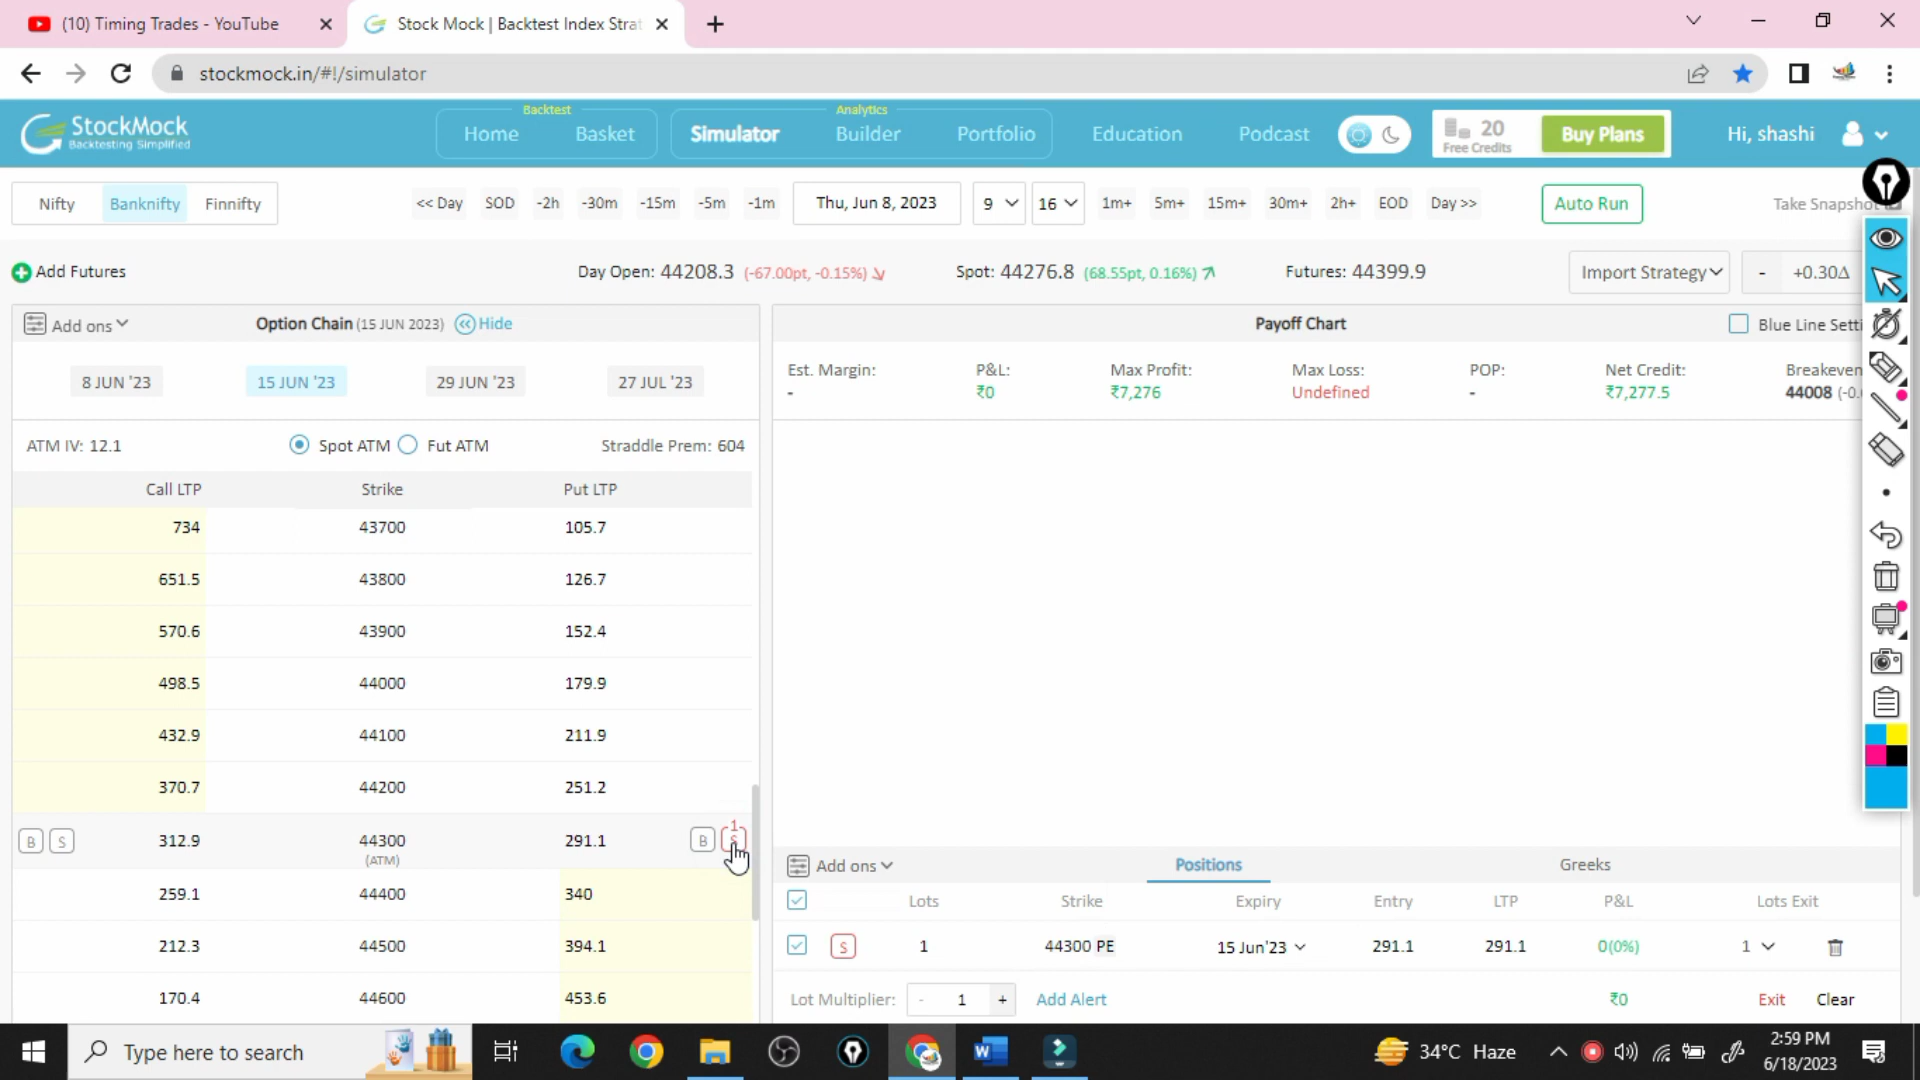 (10) Timing Trades - YouTube
Stock Mock | Backtest Index Strat
stockmock.in/#!/simulator
StockMock
Backtesting Simplified
Backtest
Home Basket
Simulator
Analytics
Builder Portfolio
Education Podcast
20
Free Credits
Buy Plans
Hi, shashi
Nifty Banknifty Finnifty
<< Day SOD -2h -30m -15m -5m -1m Thu, Jun 8, 2023 9 16 1m+ 5m+ 15m+ 30m+ 2h+ EOD Day >>
Auto Run
Take Snapshot
Add Futures
Day Open: 44208.3 (-67.00pt, -0.15%) Spot: 44276.8 (68.55pt, 0.16%) Futures: 44399.9
Import Strategy - +0.30Δ
Add ons Option Chain (15 JUN 2023) Hide
8 JUN '23 15 JUN '23 29 JUN '23 27 JUL '23
ATM IV: 12.1 Spot ATM Fut ATM Straddle Prem: 604
Call LTP Strike Put LTP
734 43700 105.7
651.5 43800 126.7
570.6 43900 152.4
498.5 44000 179.9
432.9 44100 211.9
370.7 44200 251.2
B S 312.9 44300 291.1 B 1 S
(ATM)
259.1 44400 340
212.3 44500 394.1
170.4 44600 453.6
Payoff Chart
Blue Line Setti
Est. Margin: P&L: Max Profit: Max Loss: POP: Net Credit: Breakeven
- ₹0 ₹7,276 Undefined - ₹7,277.5 44008 (-0.
Add ons Positions Greeks
Lots Strike Expiry Entry LTP P&L Lots Exit
S 1 44300 PE 15 Jun'23 291.1 291.1 0(0%) 1
Lot Multiplier: - 1 + Add Alert ₹0 Exit Clear
Type here to search
34°C Haze
2:59 PM
6/18/2023